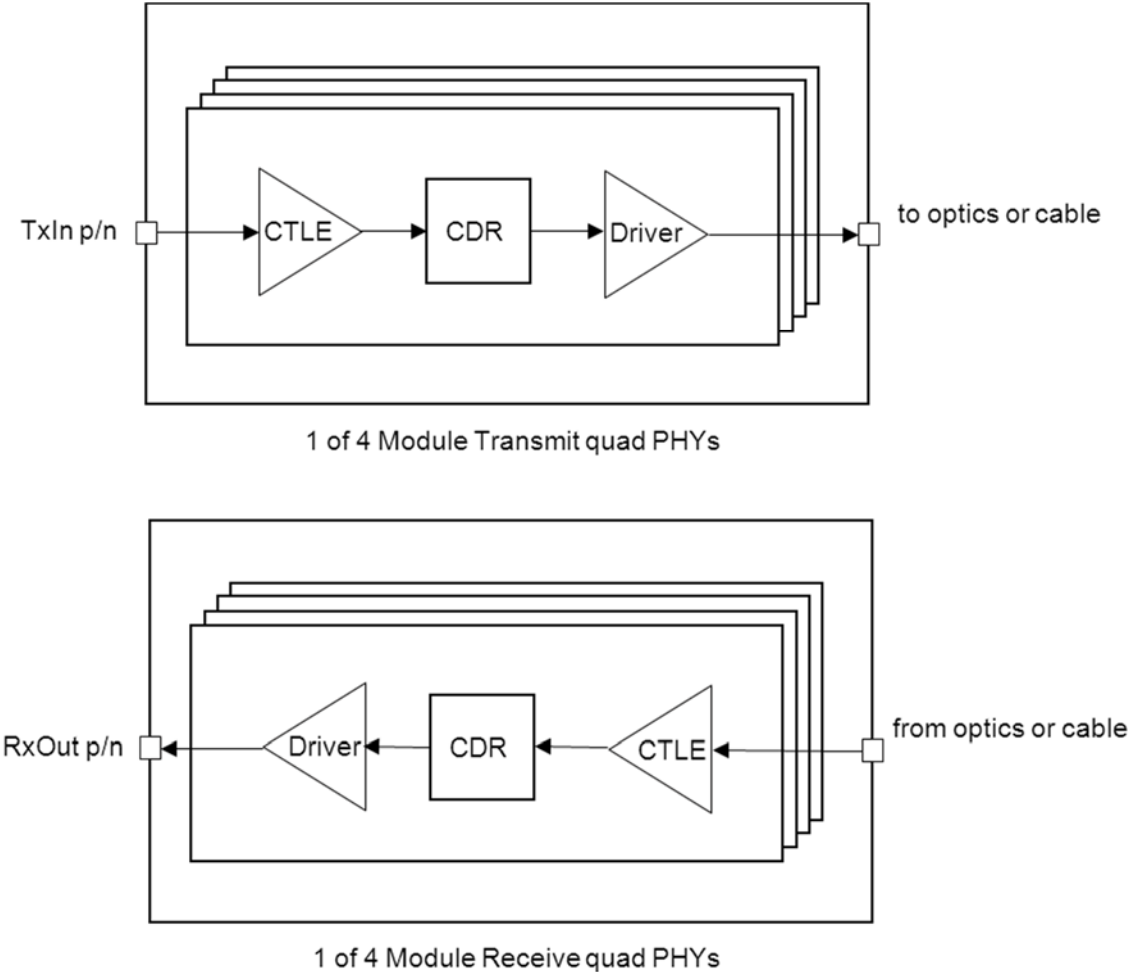 TxIn p/n
CTLE
CDR
Driver
to optics or cable
1 of 4 Module Transmit quad PHYs
RxOut p/n
Driver
CDR
CTLE
from optics or cable
1 of 4 Module Receive quad PHYs